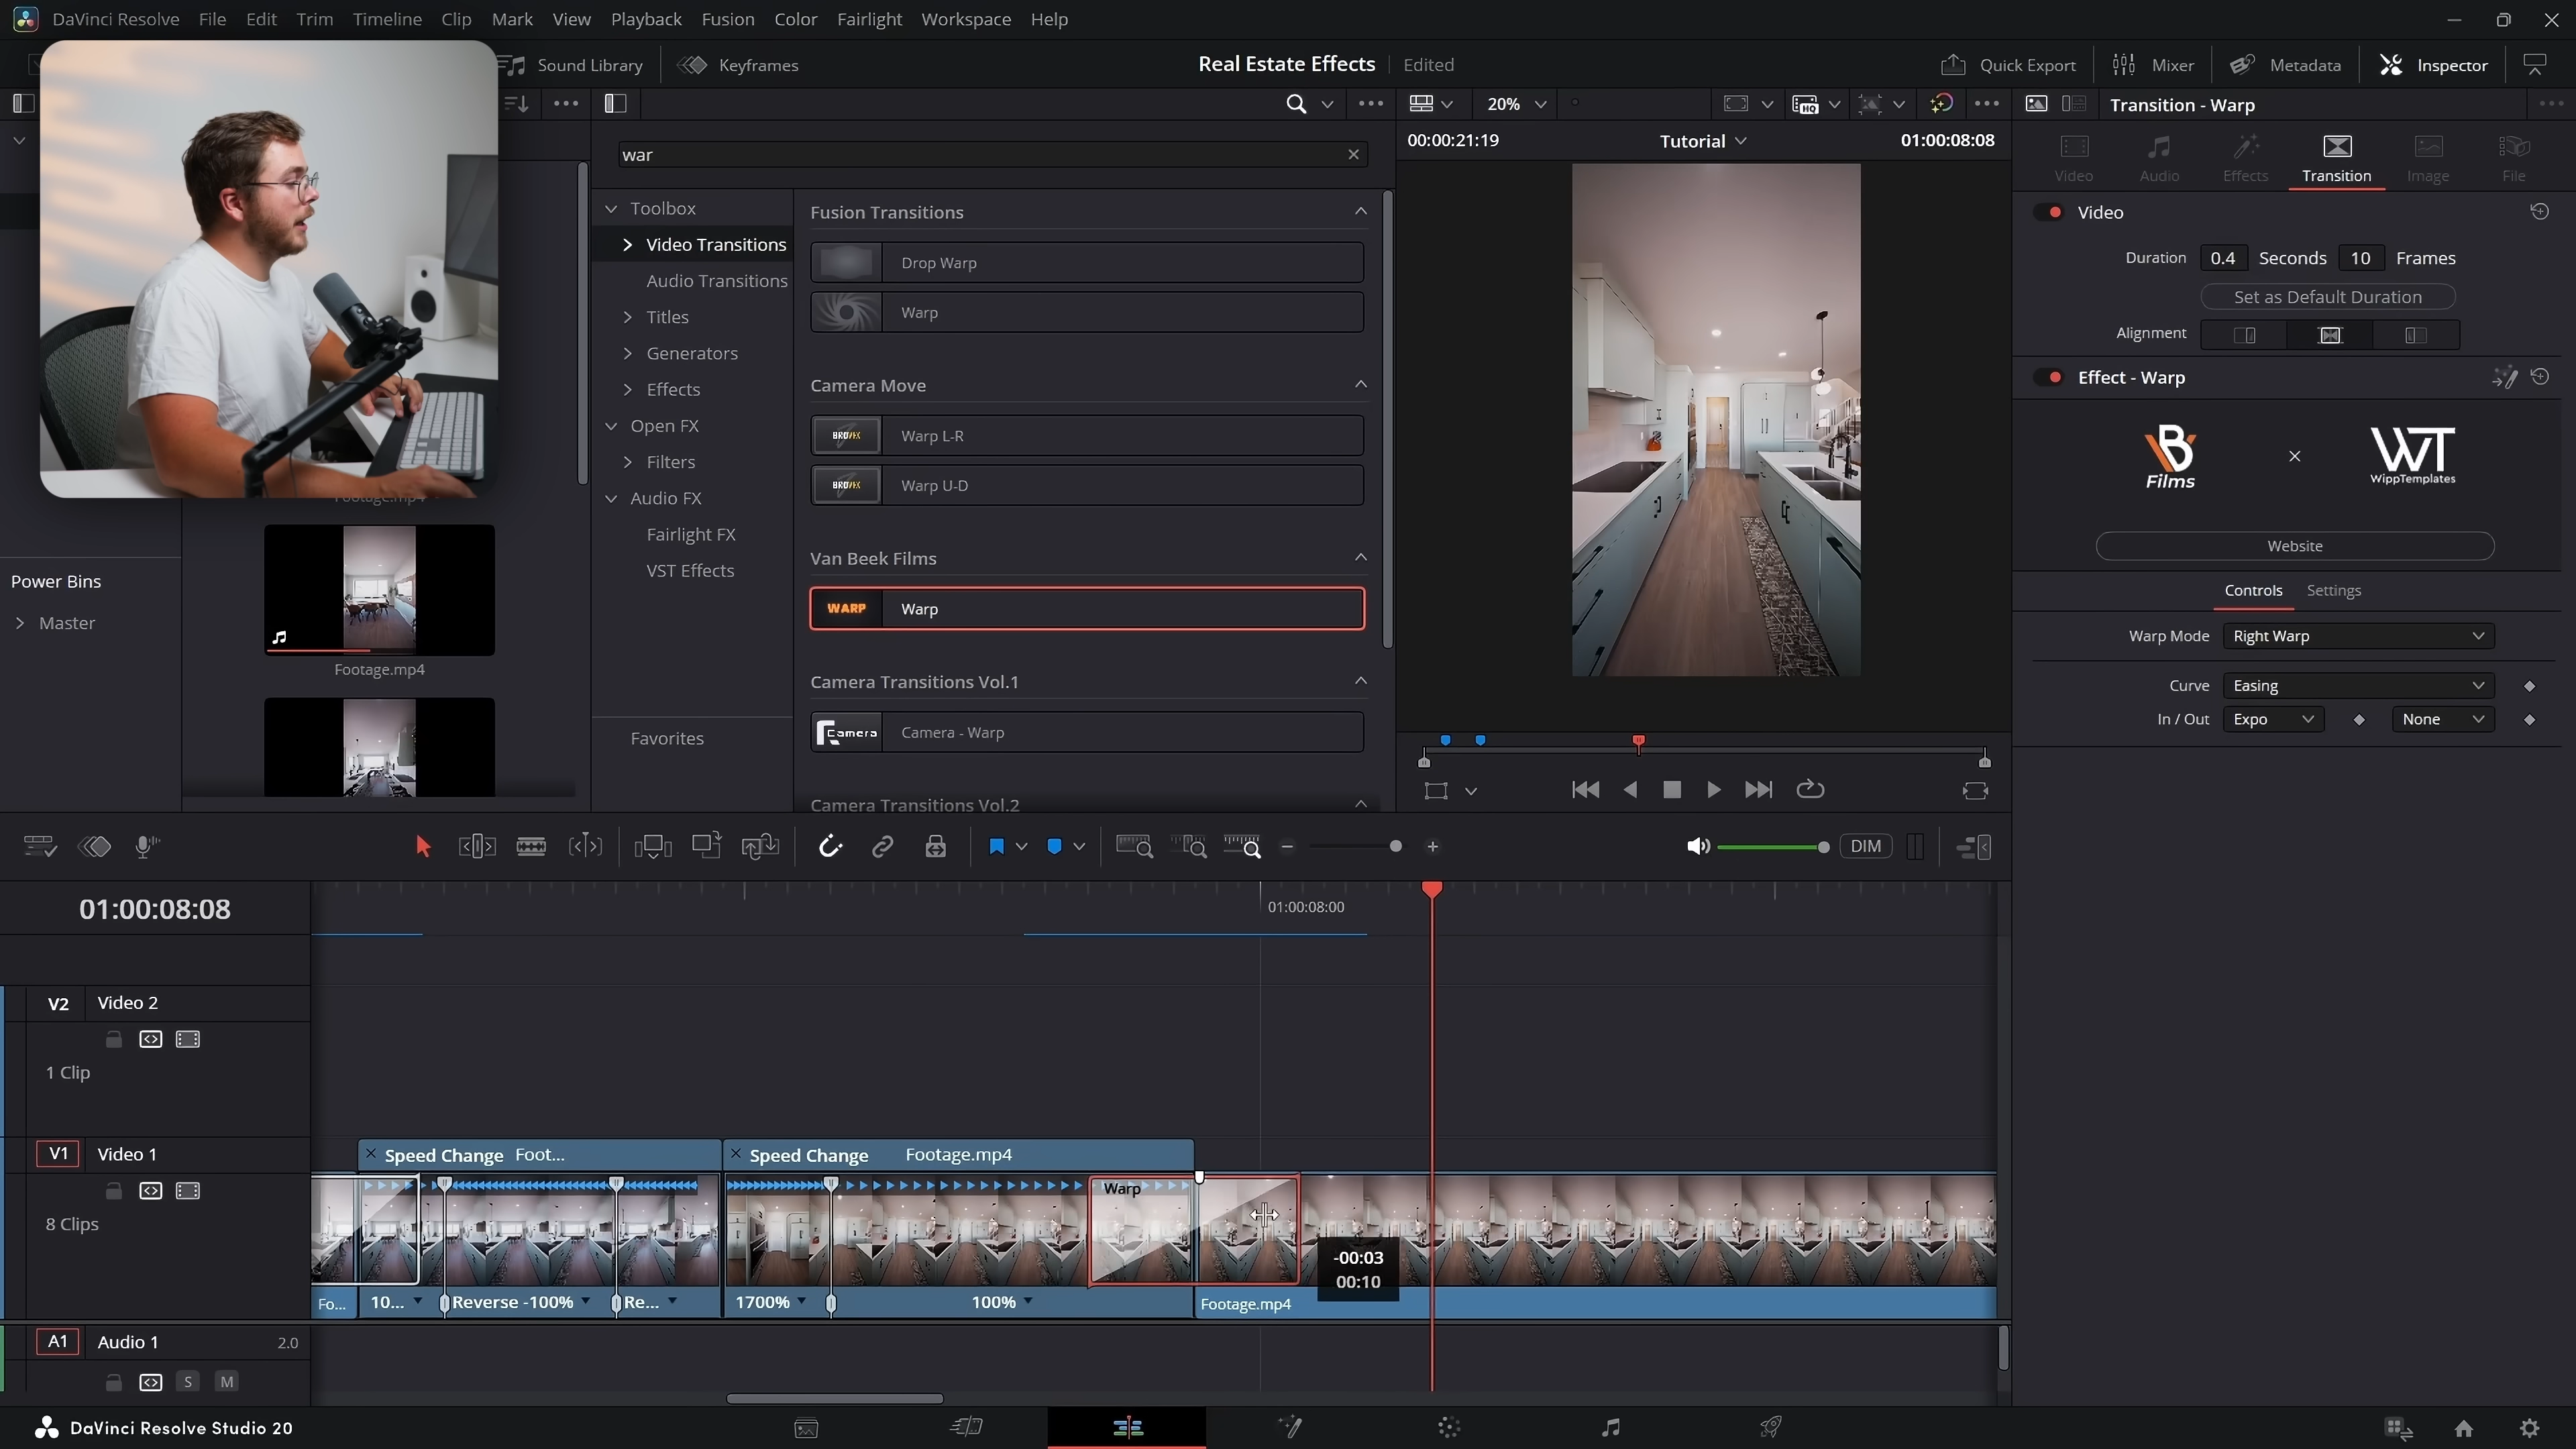 DaVinci Resolve File Edit Trim Timeline Clip Mark View Playback Fusion Color Fairlight Workspace Help
Sound Library Keyframes Real Estate Effects Edited Quick Export Mixer Metadata Inspector
20% Transition - Warp
war
00:00:21:19 Tutorial 01:00:08:08
Video Audio Effects Transition Image File
Toolbox
Video Transitions
Audio Transitions
Titles
Generators
Effects
Open FX
Filters
Audio FX
Fairlight FX
VST Effects
Favorites
Fusion Transitions
Drop Warp
Warp
Camera Move
BROVFX Warp L-R
BROVFX Warp U-D
Van Beek Films
WARP Warp
Camera Transitions Vol.1
Camera Camera - Warp
Camera Transitions Vol.2
Footage.mp4
Power Bins
Master
Footage.mp4
Video
Duration 0.4 Seconds 10 Frames
Set as Default Duration
Alignment
Effect - Warp
VB Films × WT WippTemplates
Website
Controls Settings
Warp Mode Right Warp
Curve Easing
In / Out Expo None
HQ
DIM
01:00:08:08
01:00:08:00
V2 Video 2
1 Clip
V1 Video 1
8 Clips
Speed Change Foot...
Speed Change Footage.mp4
Warp
-00:03
00:10
Fo... 10... Reverse -100% Re... 1700% 100% Footage.mp4
A1 Audio 1 2.0
S M
DaVinci Resolve Studio 20